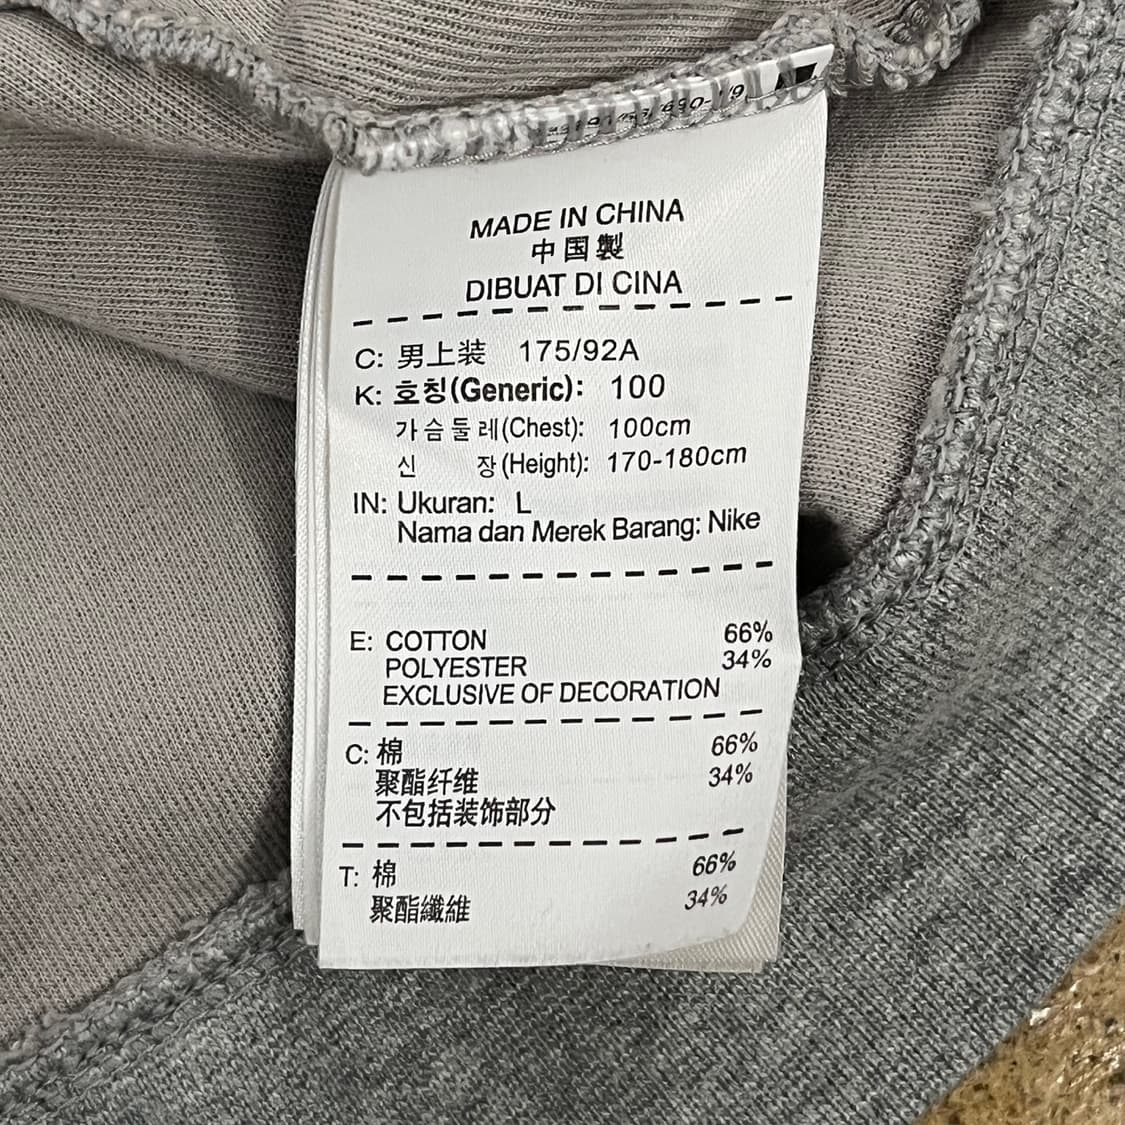 MADE IN CHINA
中国製
DIBUAT DI CINA
C: 男上装 175/92A
K: 호칭(Generic): 100
가슴둘레(Chest): 100cm
신 장(Height): 170-180cm
IN: Ukuran: L
Nama dan Merek Barang: Nike
E: COTTON 66%
POLYESTER 34%
EXCLUSIVE OF DECORATION
C: 棉 66%
聚酯纤维 34%
不包括装饰部分
T: 棉 66%
聚酯纖維 34%